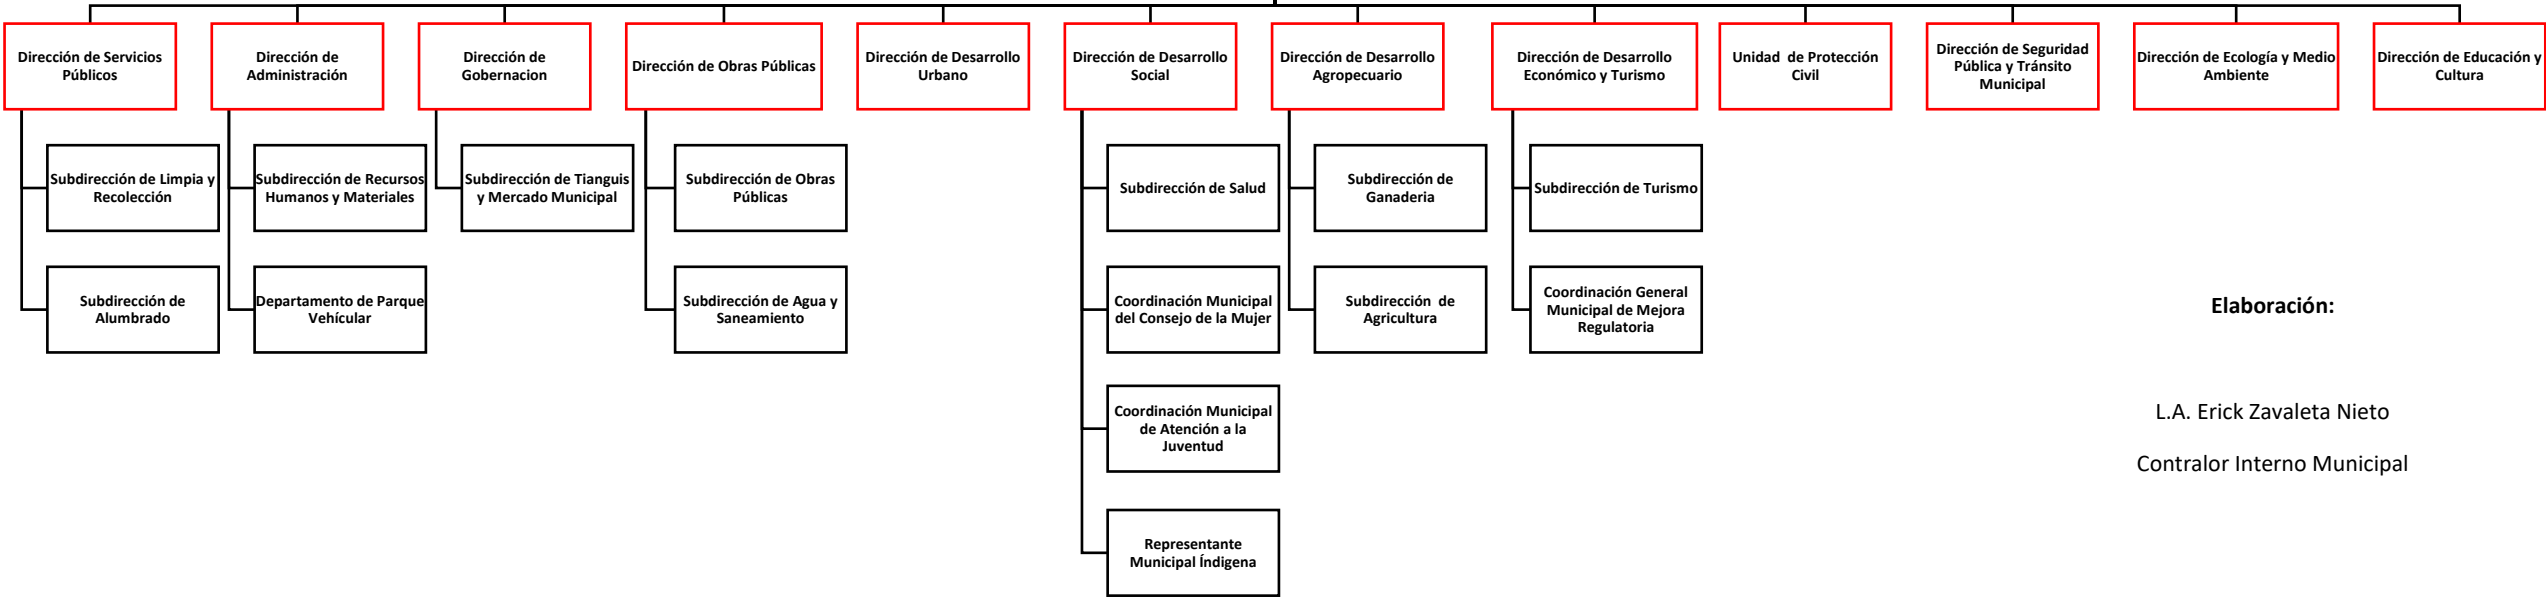 Dirección de Servicios
Públicos
Dirección de
Administración
Dirección de
Gobernacion
Dirección de Obras Públicas
Dirección de Desarrollo
Urbano
Dirección de Desarrollo
Social
Dirección de Desarrollo
Agropecuario
Dirección de Desarrollo
Económico y Turismo
Unidad de Protección
Civil
Dirección de Seguridad
Pública y Tránsito
Municipal
Dirección de Ecología y Medio
Ambiente
Dirección de Educación y
Cultura
Subdirección de Limpia y
Recolección
Subdirección de Recursos
Humanos y Materiales
Subdirección de Tianguis
y Mercado Municipal
Subdirección de Obras
Públicas
Subdirección de Salud
Subdirección de
Ganaderia
Subdirección de Turismo
Subdirección de
Alumbrado
Departamento de Parque
Vehícular
Subdirección de Agua y
Saneamiento
Coordinación Municipal
del Consejo de la Mujer
Subdirección de
Agricultura
Coordinación General
Municipal de Mejora
Regulatoria
Coordinación Municipal
de Atención a la
Juventud
Representante
Municipal Índigena
Elaboración:
L.A. Erick Zavaleta Nieto
Contralor Interno Municipal